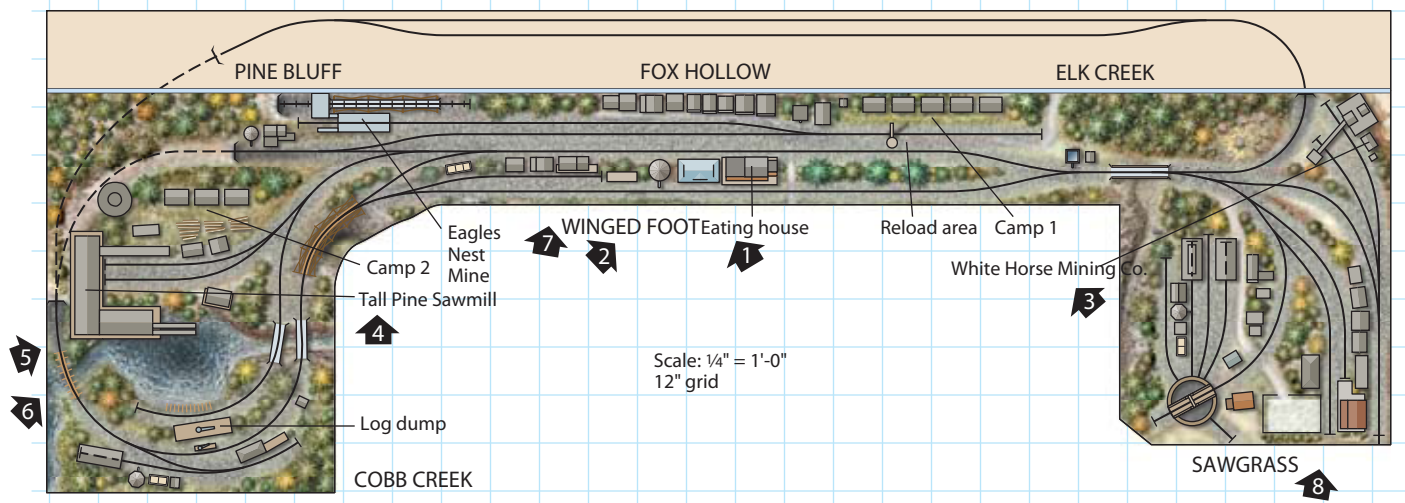 PINE BLUFF
FOX HOLLOW
ELK CREEK
WINGED FOOT
Eating house
Reload area
Camp 1
Eagles
Nest
Mine
Camp 2
White Horse Mining Co.
Tall Pine Sawmill
7
2
1
3
4
5
6
Scale: ¼" = 1'-0"
12" grid
Log dump
COBB CREEK
SAWGRASS
8